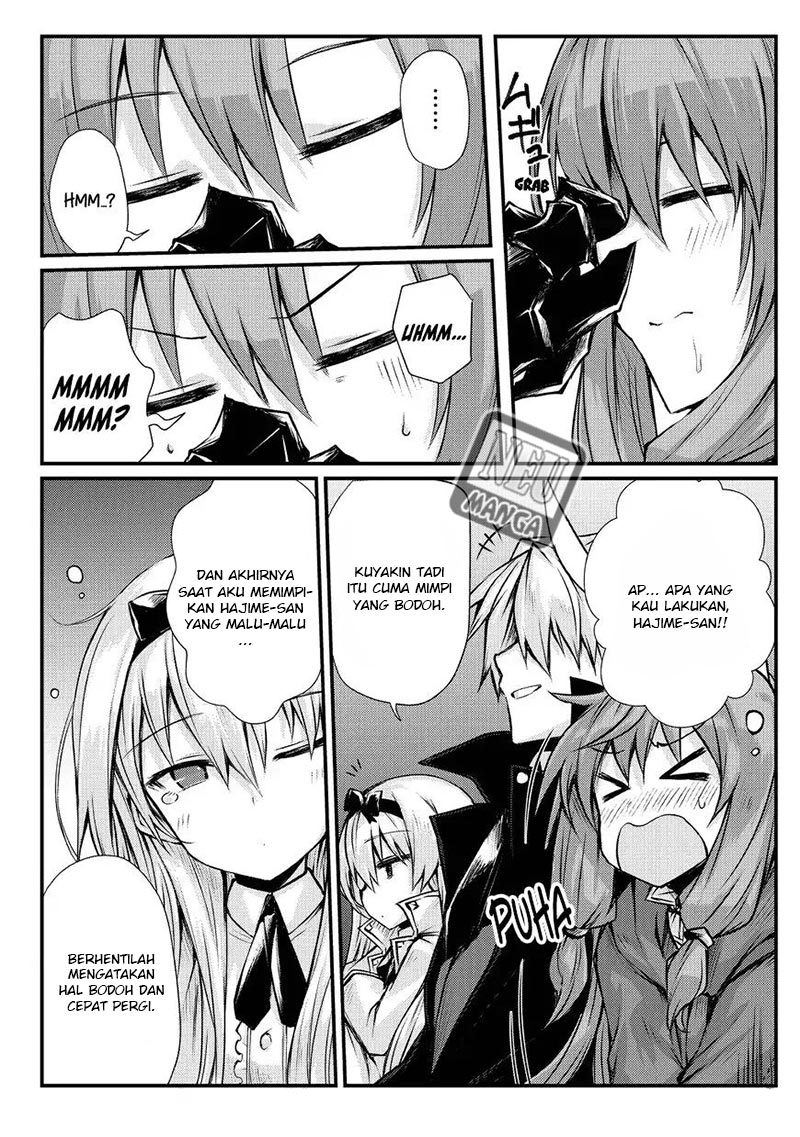 ムギュ
GRAB
......
HMM..?
UHMM...
MMMM
MMM?
NEU
MANGA
AP... APA YANG
KAU LAKUKAN,
HAJIME-SAN!!
KUYAKIN TADI
ITU CUMA MIMPI
YANG BODOH.
PUHA
DAN AKHIRNYA
SAAT AKU MEMIMPI-
KAN HAJIME-SAN
YANG MALU-MALU
...
BERHENTILAH
MENGATAKAN
HAL BODOH DAN
CEPAT PERGI.